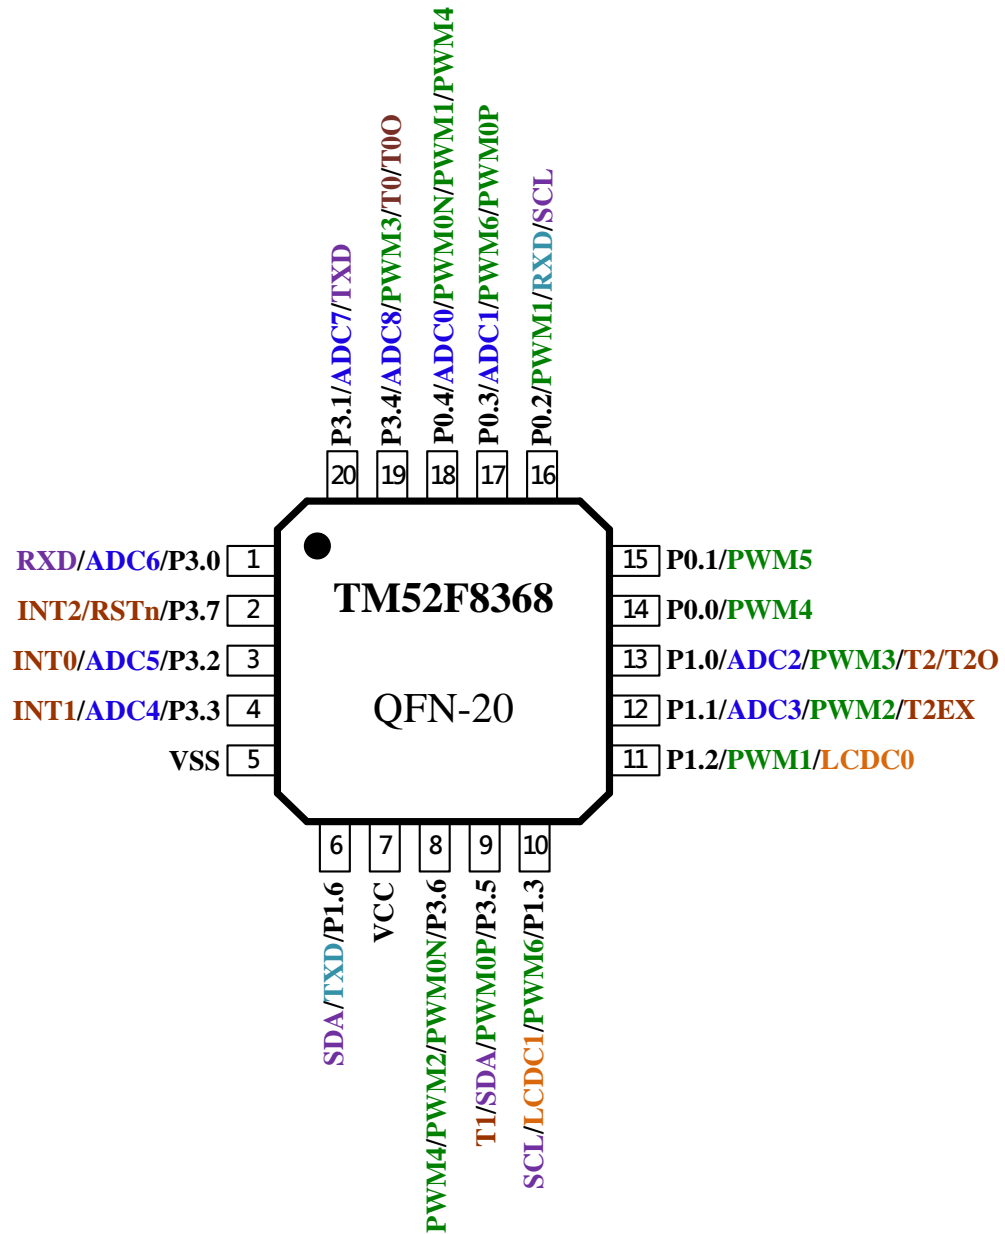 P3.1/ADC7/TXD
P3.4/ADC8/PWM3/T0/T0O
P0.4/ADC0/PWM0N/PWM1/PWM4
P0.3/ADC1/PWM6/PWM0P
P0.2/PWM1/RXD/SCL
20
19
18
17
16
RXD/ADC6/P3.0 1
INT2/RSTn/P3.7 2
INT0/ADC5/P3.2 3
INT1/ADC4/P3.3 4
VSS 5
TM52F8368
QFN-20
15 P0.1/PWM5
14 P0.0/PWM4
13 P1.0/ADC2/PWM3/T2/T2O
12 P1.1/ADC3/PWM2/T2EX
11 P1.2/PWM1/LCDC0
6
7
8
9
10
SDA/TXD/P1.6
VCC
PWM4/PWM2/PWM0N/P3.6
T1/SDA/PWM0P/P3.5
SCL/LCDC1/PWM6/P1.3